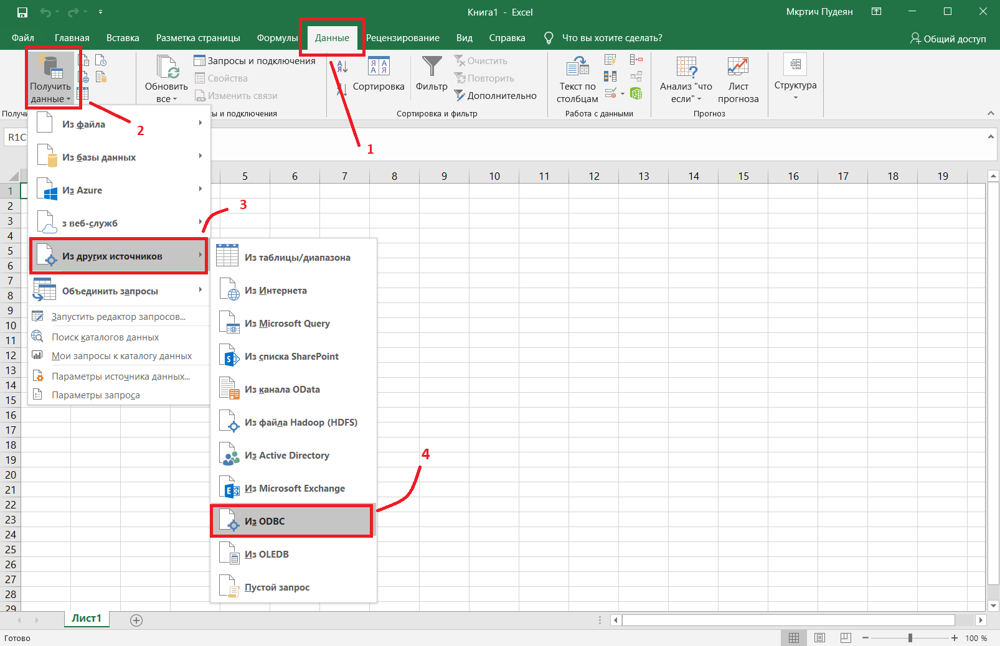 Книга1 - Excel
Мкртич Пудеян
Файл
Главная
Вставка
Разметка страницы
Формулы
Данные
Рецензирование
Вид
Справка
Что вы хотите сделать?
Общий доступ
Получить
данные
Обновить
все
Запросы и подключения
Свойства
Изменить связи
Сортировка
Фильтр
Очистить
Повторить
Дополнительно
Текст по
столбцам
Анализ "что
если"
Лист
прогноза
Структура
и подключения
Сортировка и фильтр
Работа с данными
Прогноз
1
2
3
4
R1C
Из файла
Из базы данных
Из Azure
з веб-служб
Из других источников
Объединить запросы
Запустить редактор запросов...
Поиск каталогов данных
Мои запросы к каталогу данных
Параметры источника данных...
Параметры запроса
Из таблицы/диапазона
Из Интернета
Из Microsoft Query
Из списка SharePoint
Из канала OData
Из файла Hadoop (HDFS)
Из Active Directory
Из Microsoft Exchange
Из ODBC
Из OLEDB
Пустой запрос
5 6 7 8 9 10 11 12 13 14 15 16 17 18 19
1
2
3
4
5
6
7
8
9
10
11
12
13
14
15
16
17
18
19
20
21
22
23
24
25
26
27
28
29
Лист1
Готово
100 %